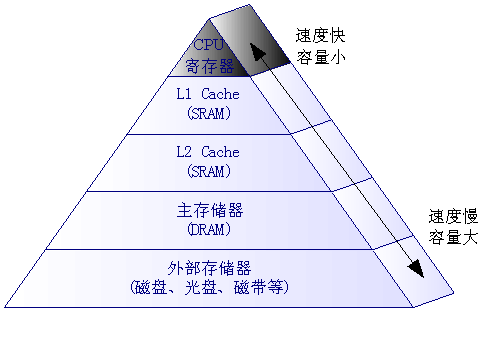 CPU
寄存器
速度快
容量小
L1 Cache
(SRAM)
L2 Cache
(SRAM)
主存储器
(DRAM)
速度慢
容量大
外部存储器
(磁盘、光盘、磁带等)